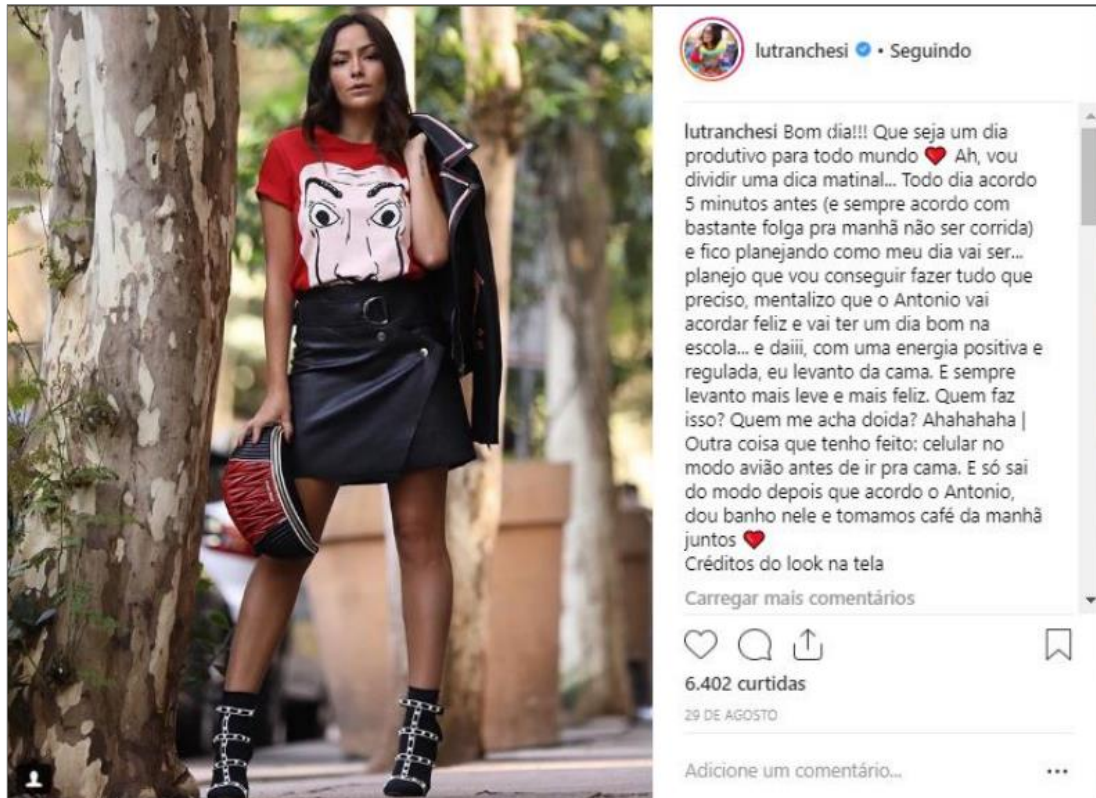 lutranchesi • Seguindo
lutranchesi Bom dia!!! Que seja um dia
produtivo para todo mundo ❤️ Ah, vou
dividir uma dica matinal... Todo dia acordo
5 minutos antes (e sempre acordo com
bastante folga pra manhã não ser corrida)
e fico planejando como meu dia vai ser...
planejo que vou conseguir fazer tudo que
preciso, mentalizo que o Antonio vai
acordar feliz e vai ter um dia bom na
escola... e daiii, com uma energia positiva e
regulada, eu levanto da cama. E sempre
levanto mais leve e mais feliz. Quem faz
isso? Quem me acha doida? Ahahahaha |
Outra coisa que tenho feito: celular no
modo avião antes de ir pra cama. E só sai
do modo depois que acordo o Antonio,
dou banho nele e tomamos café da manhã
juntos ❤️
Créditos do look na tela
Carregar mais comentários
6.402 curtidas
29 DE AGOSTO
Adicione um comentário...